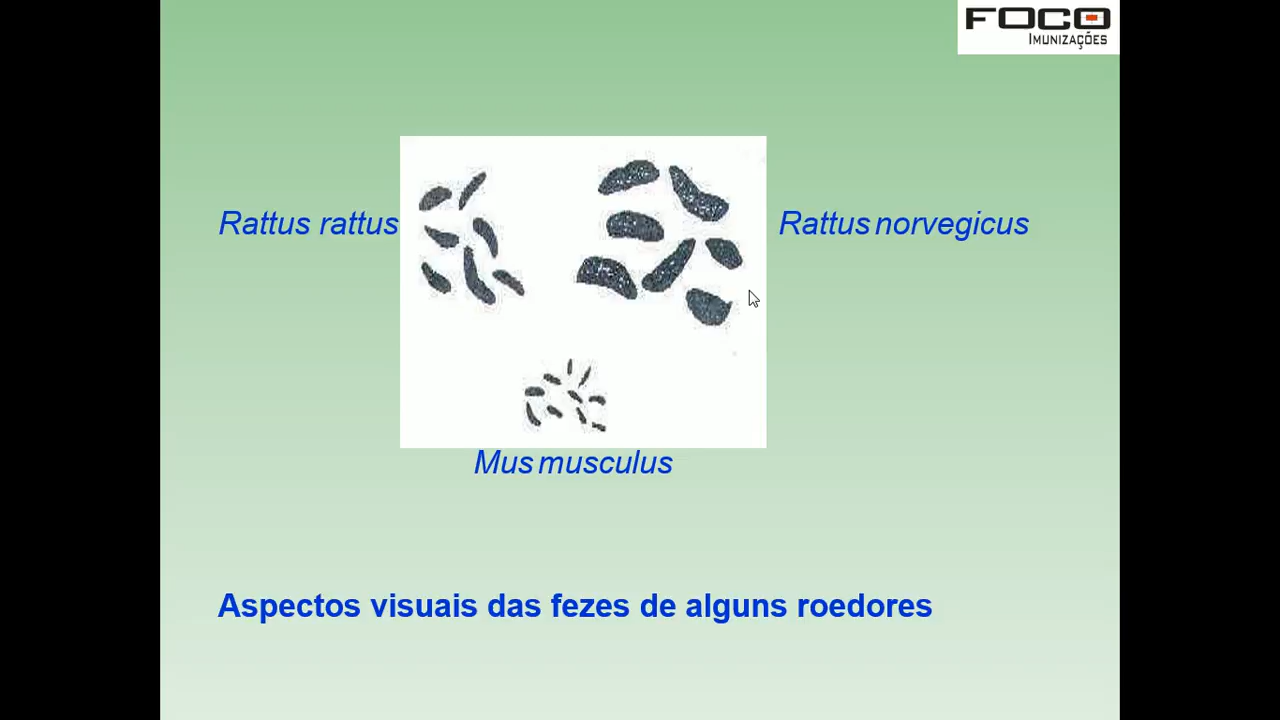 FOCO
IMUNIZAÇÕES
Rattus rattus
Rattus norvegicus
Mus musculus
Aspectos visuais das fezes de alguns roedores